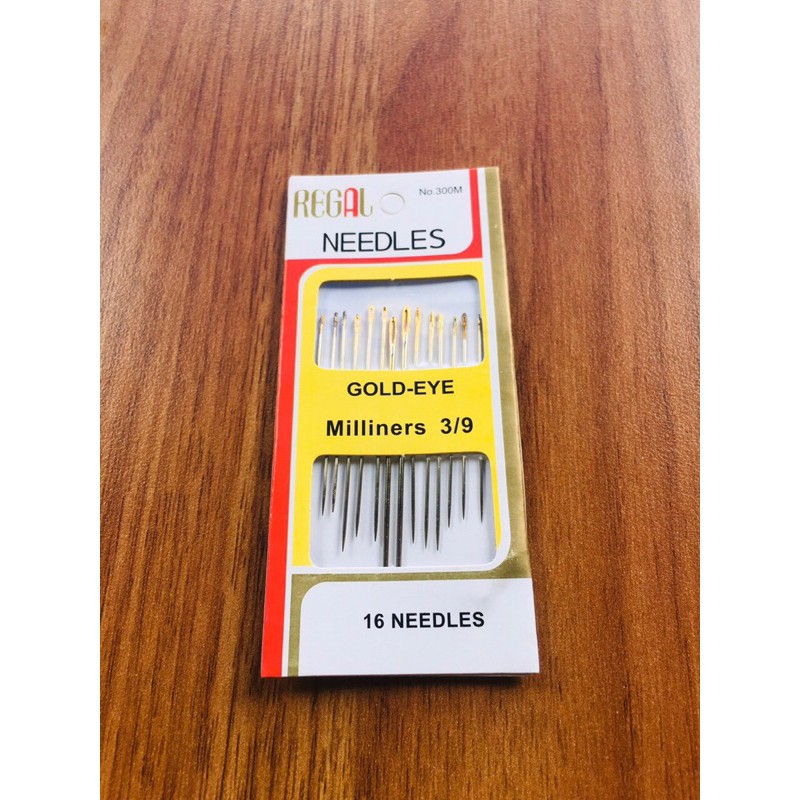 REGAL
No.300M
NEEDLES
GOLD-EYE
Milliners 3/9
16 NEEDLES